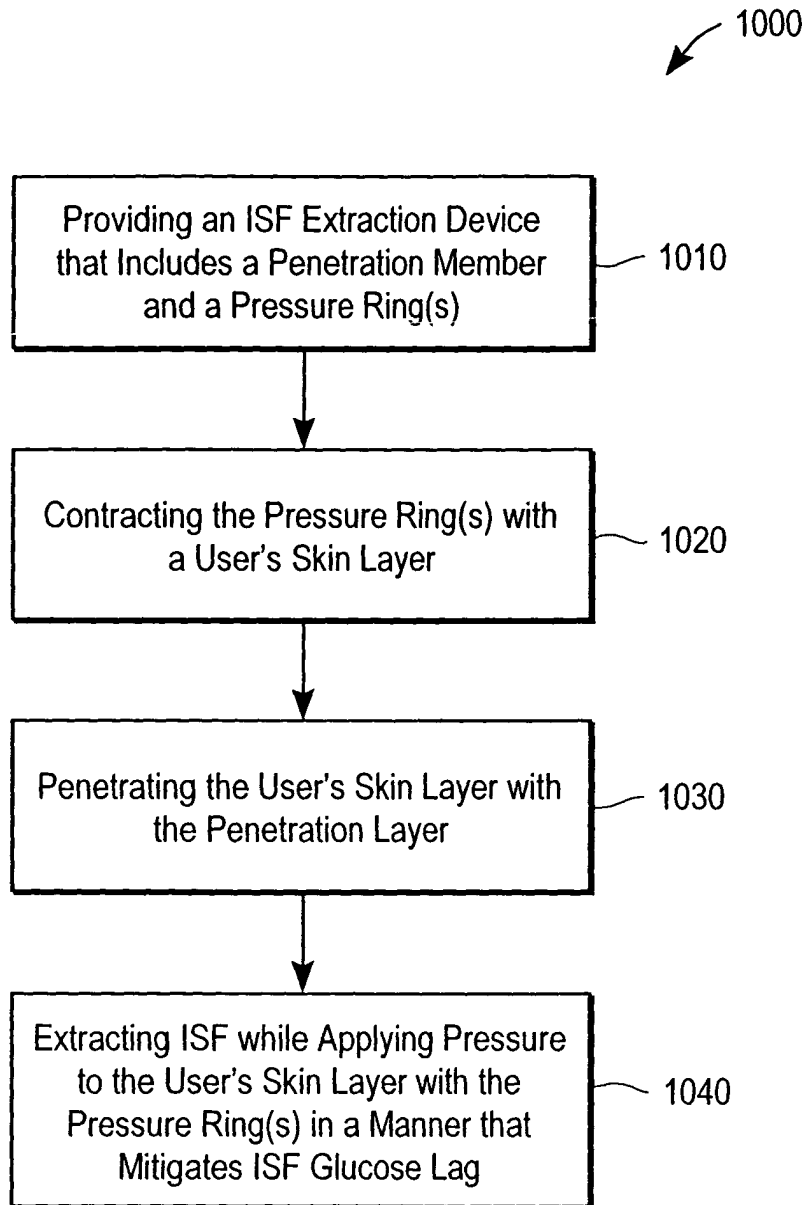 1000
Providing an ISF Extraction Device
that Includes a Penetration Member
and a Pressure Ring(s)
1010
Contracting the Pressure Ring(s) with
a User's Skin Layer
1020
Penetrating the User's Skin Layer with
the Penetration Layer
1030
Extracting ISF while Applying Pressure
to the User's Skin Layer with the
Pressure Ring(s) in a Manner that
Mitigates ISF Glucose Lag
1040